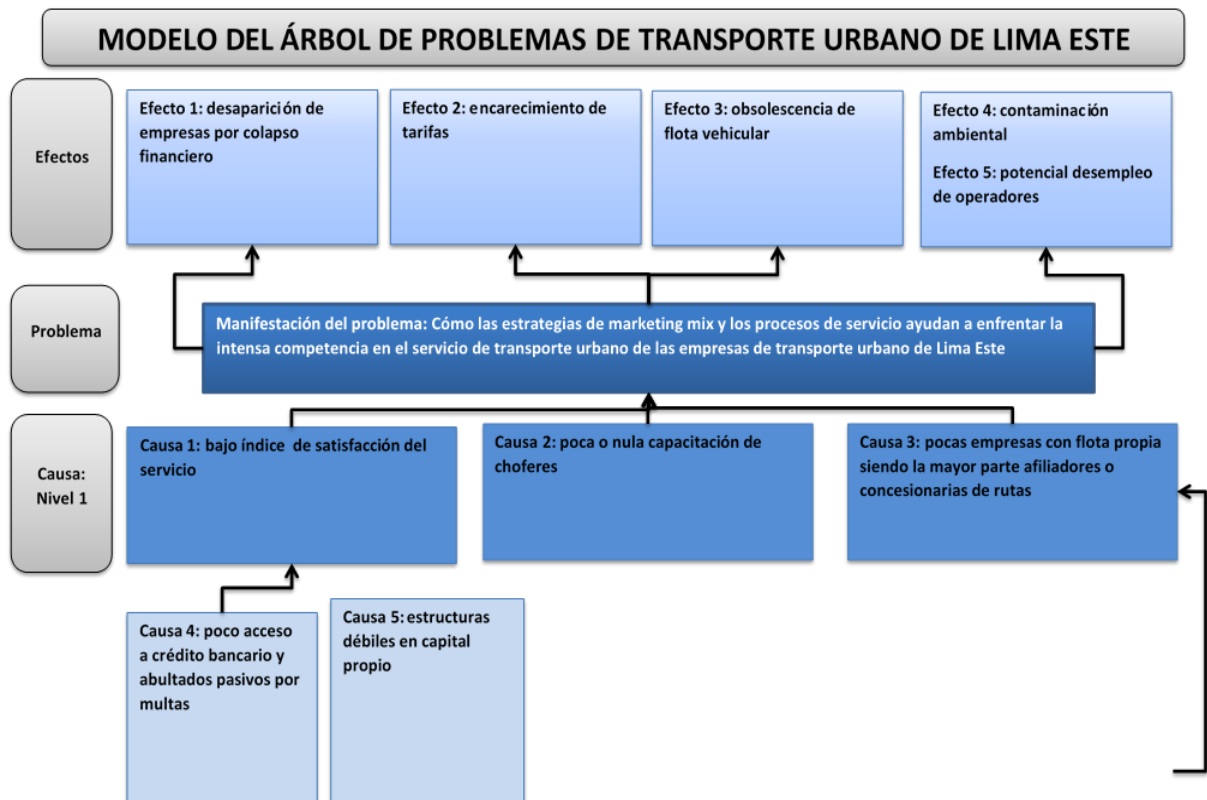 MODELO DEL ÁRBOL DE PROBLEMAS DE TRANSPORTE URBANO DE LIMA ESTE
Efectos
Efecto 1: desaparición de
empresas por colapso
financiero
Efecto 2: encarecimiento de
tarifas
Efecto 3: obsolescencia de
flota vehicular
Efecto 4: contaminación
ambiental
Efecto 5: potencial desempleo
de operadores
Problema
Manifestación del problema: Cómo las estrategias de marketing mix y los procesos de servicio ayudan a enfrentar la
intensa competencia en el servicio de transporte urbano de las empresas de transporte urbano de Lima Este
Causa:
Nivel 1
Causa 1: bajo índice de satisfacción del
servicio
Causa 2: poca o nula capacitación de
choferes
Causa 3: pocas empresas con flota propia
siendo la mayor parte afiliadores o
concesionarias de rutas
Causa 4: poco acceso
a crédito bancario y
abultados pasivos por
multas
Causa 5: estructuras
débiles en capital
propio